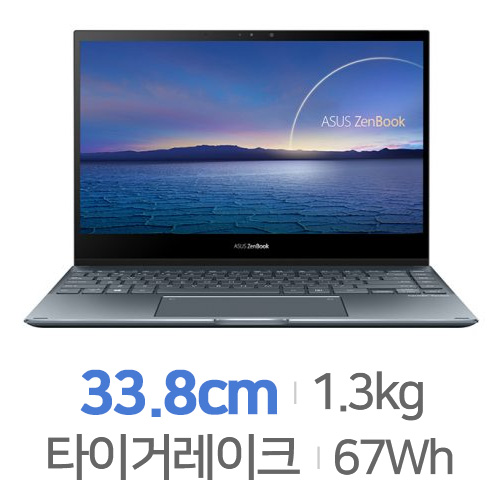 ASUS ZenBook
ASUS ZenBook
33.8cm | 1.3kg
타이거레이크 | 67Wh